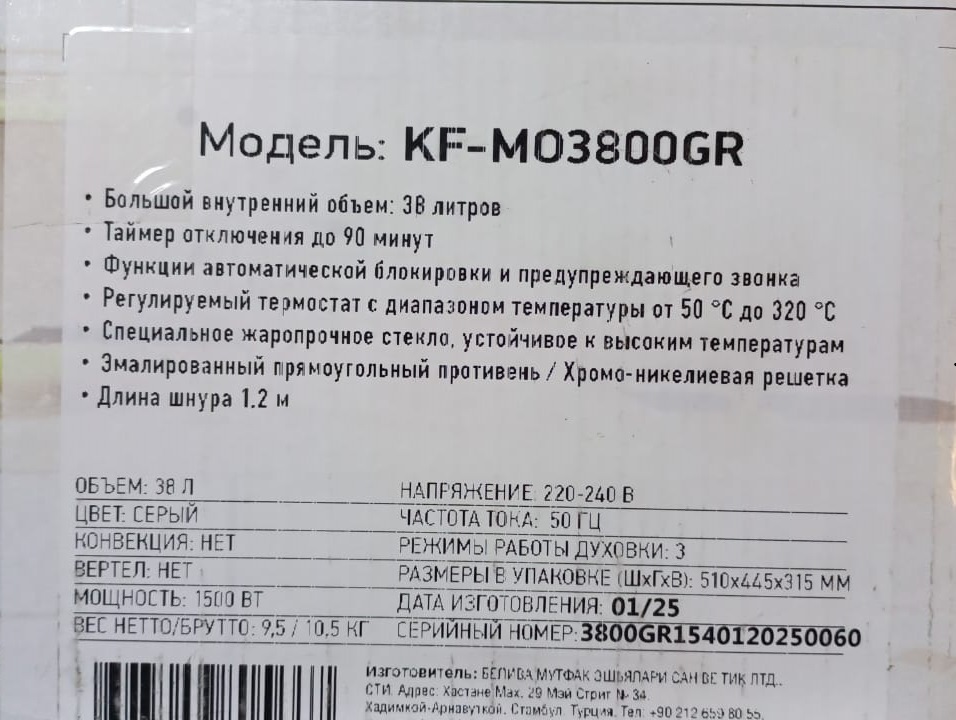 Модель: KF-MO3800GR
• Большой внутренний объем: 38 литров
• Таймер отключения до 90 минут
• Функции автоматической блокировки и предупреждающего звонка
• Регулируемый термостат с диапазоном температуры от 50 °C до 320 °C
• Специальное жаропрочное стекло, устойчивое к высоким температурам
• Эмалированный прямоугольный противень / Хромо-никелиевая решетка
• Длина шнура 1.2 м
ОБЪЕМ: 38 Л
ЦВЕТ: СЕРЫЙ
КОНВЕКЦИЯ: НЕТ
ВЕРТЕЛ: НЕТ
МОЩНОСТЬ: 1500 ВТ
ВЕС НЕТТО/БРУТТО: 9,5 / 10,5 КГ
НАПРЯЖЕНИЕ: 220-240 В
ЧАСТОТА ТОКА: 50 ГЦ
РЕЖИМЫ РАБОТЫ ДУХОВКИ: 3
РАЗМЕРЫ В УПАКОВКЕ (ШхГхВ): 510x445x315 ММ
ДАТА ИЗГОТОВЛЕНИЯ: 01/25
СЕРИЙНЫЙ НОМЕР: 3800GR1540120250060
Изготовитель: БЕЛИВА МУТФАК ЭШЬЯЛАРИ САН ВЕ ТИК ЛТД.
СТИ. Адрес: Хастане Мах. 29 Май Стриг № 34.
Хадимкой-Арнавуткой, Стамбул, Турция, Тел: +90 212 659 80 55,